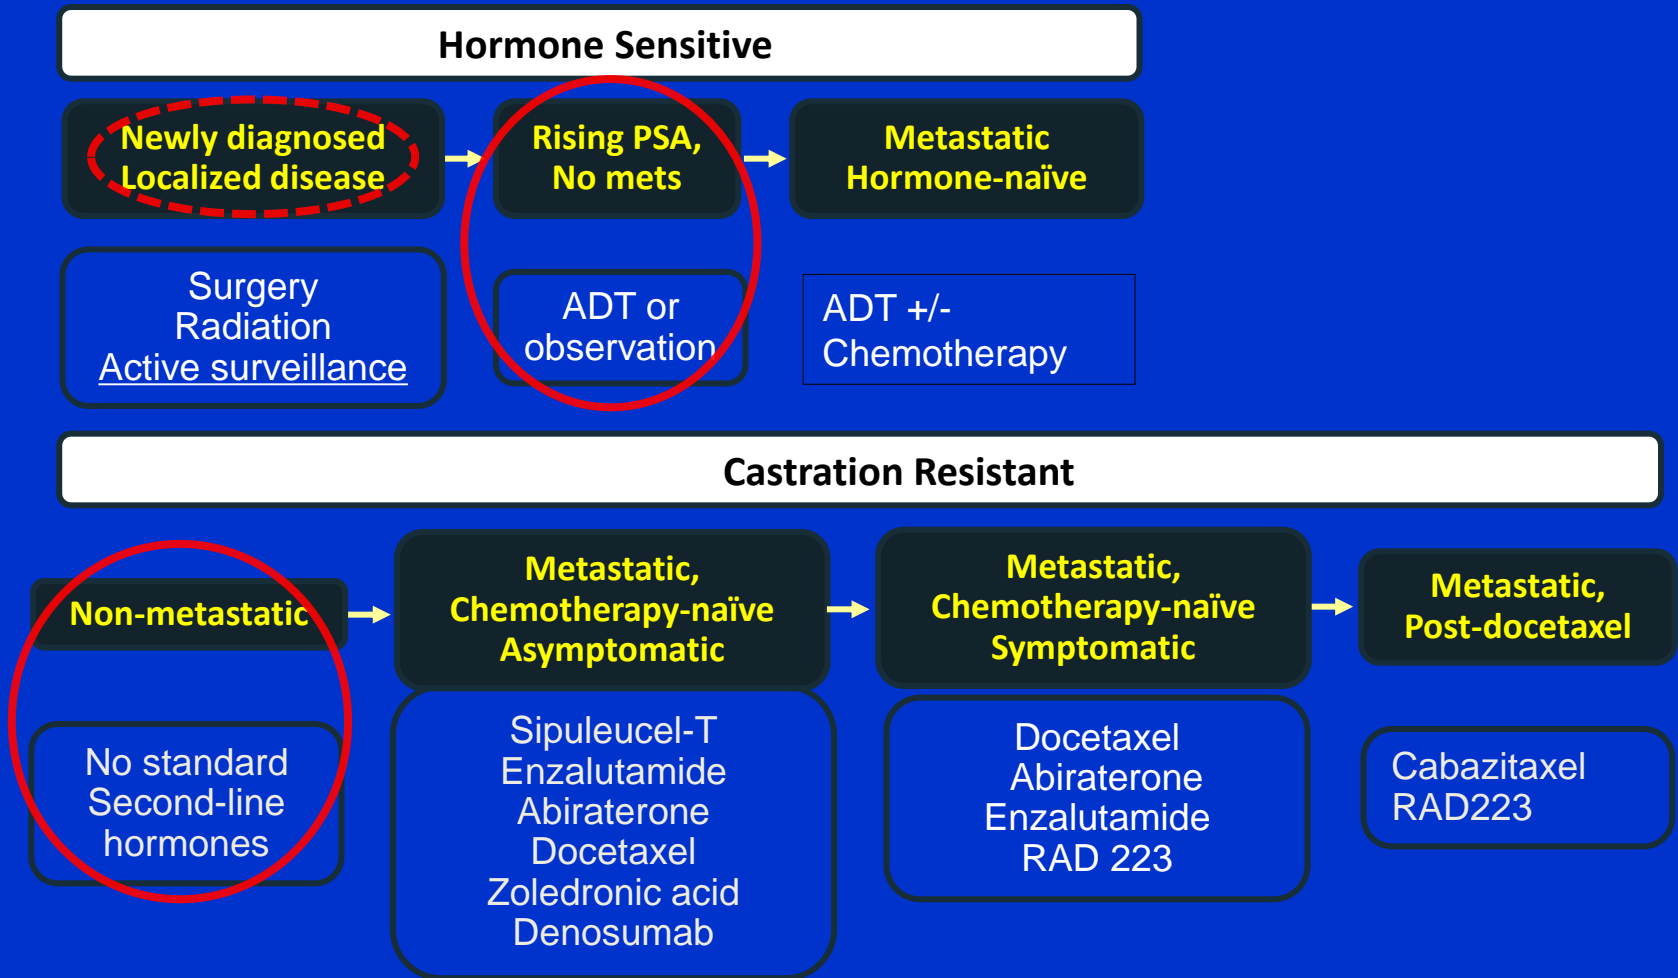 Hormone Sensitive
Newly diagnosed
Localized disease
Rising PSA,
No mets
Metastatic
Hormone-naïve
Surgery
Radiation
Active surveillance
ADT or
observation
ADT +/-
Chemotherapy
Castration Resistant
Non-metastatic
Metastatic,
Chemotherapy-naïve
Asymptomatic
Metastatic,
Chemotherapy-naïve
Symptomatic
Metastatic,
Post-docetaxel
No standard
Second-line
hormones
Sipuleucel-T
Enzalutamide
Abiraterone
Docetaxel
Zoledronic acid
Denosumab
Docetaxel
Abiraterone
Enzalutamide
RAD 223
Cabazitaxel
RAD223